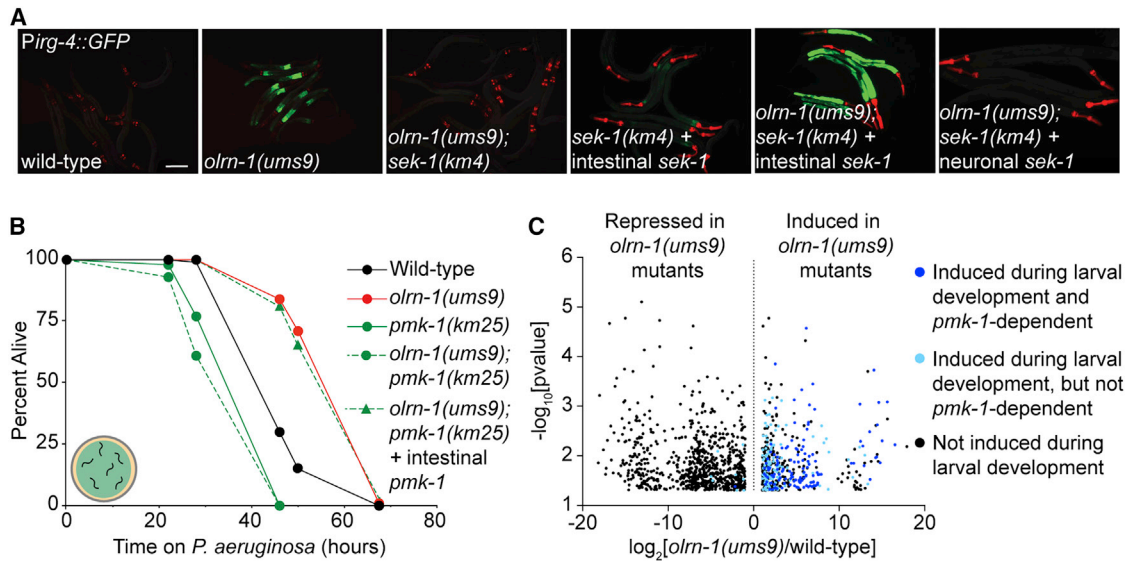 A
Pirg-4::GFP
wild-type
olrn-1(ums9)
olrn-1(ums9);
sek-1(km4)
sek-1(km4) +
intestinal sek-1
olrn-1(ums9);
sek-1(km4) +
intestinal sek-1
olrn-1(ums9);
sek-1(km4) +
neuronal sek-1
B
Percent Alive
100
75
50
25
0
0
20
40
60
80
Time on P. aeruginosa (hours)
Wild-type
olrn-1(ums9)
pmk-1(km25)
olrn-1(ums9);
pmk-1(km25)
olrn-1(ums9);
pmk-1(km25)
+ intestinal
pmk-1
C
Repressed in
olrn-1(ums9)
mutants
Induced in
olrn-1(ums9)
mutants
-log10[pvalue]
6
5
4
3
2
1
-20
-10
0
10
20
log2[olrn-1(ums9)/wild-type]
Induced during larval
development and
pmk-1-dependent
Induced during larval
development, but not
pmk-1-dependent
Not induced during
larval development